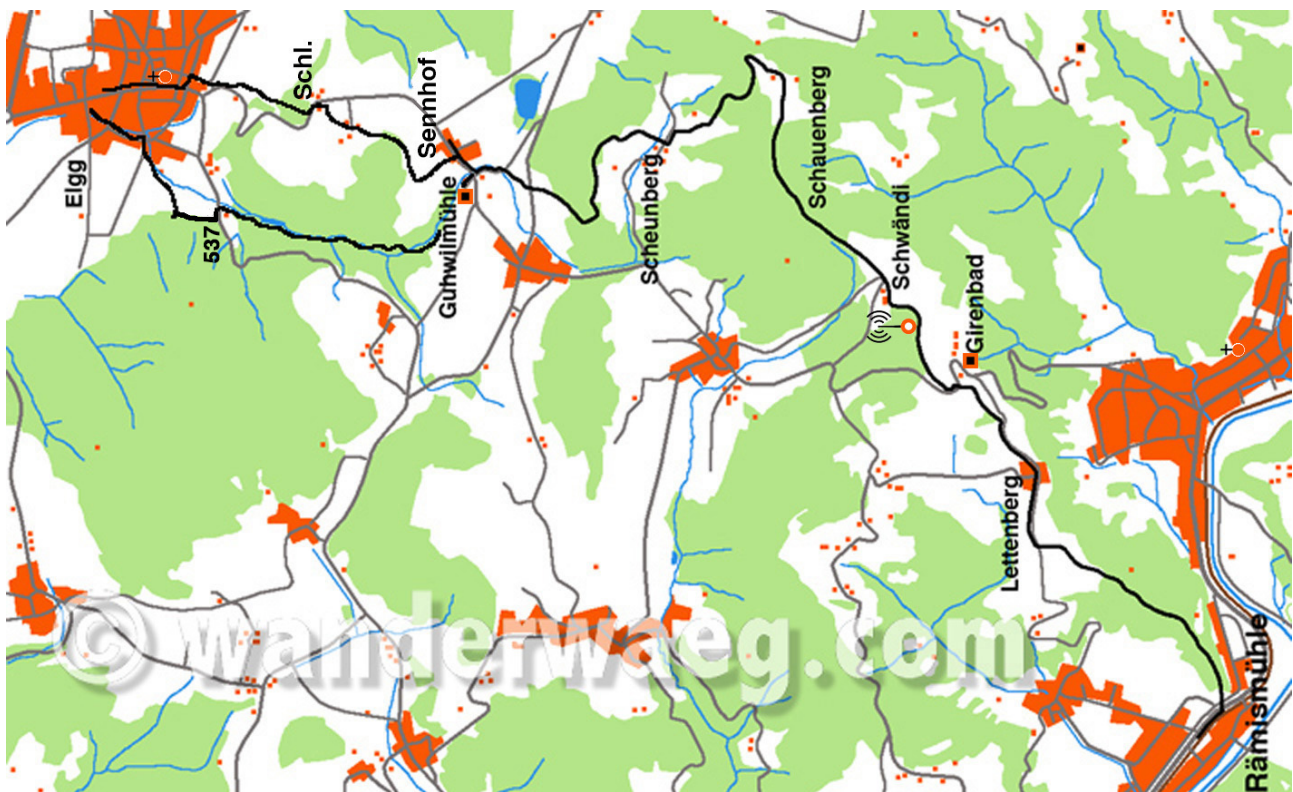 Elgg
537
Schl.
Sennhof
Guhwilmühle
Scheunberg
Schauenberg
Schwändi
Girenbad
Lettenberg
Rämismühle
© wanderwaeg.com